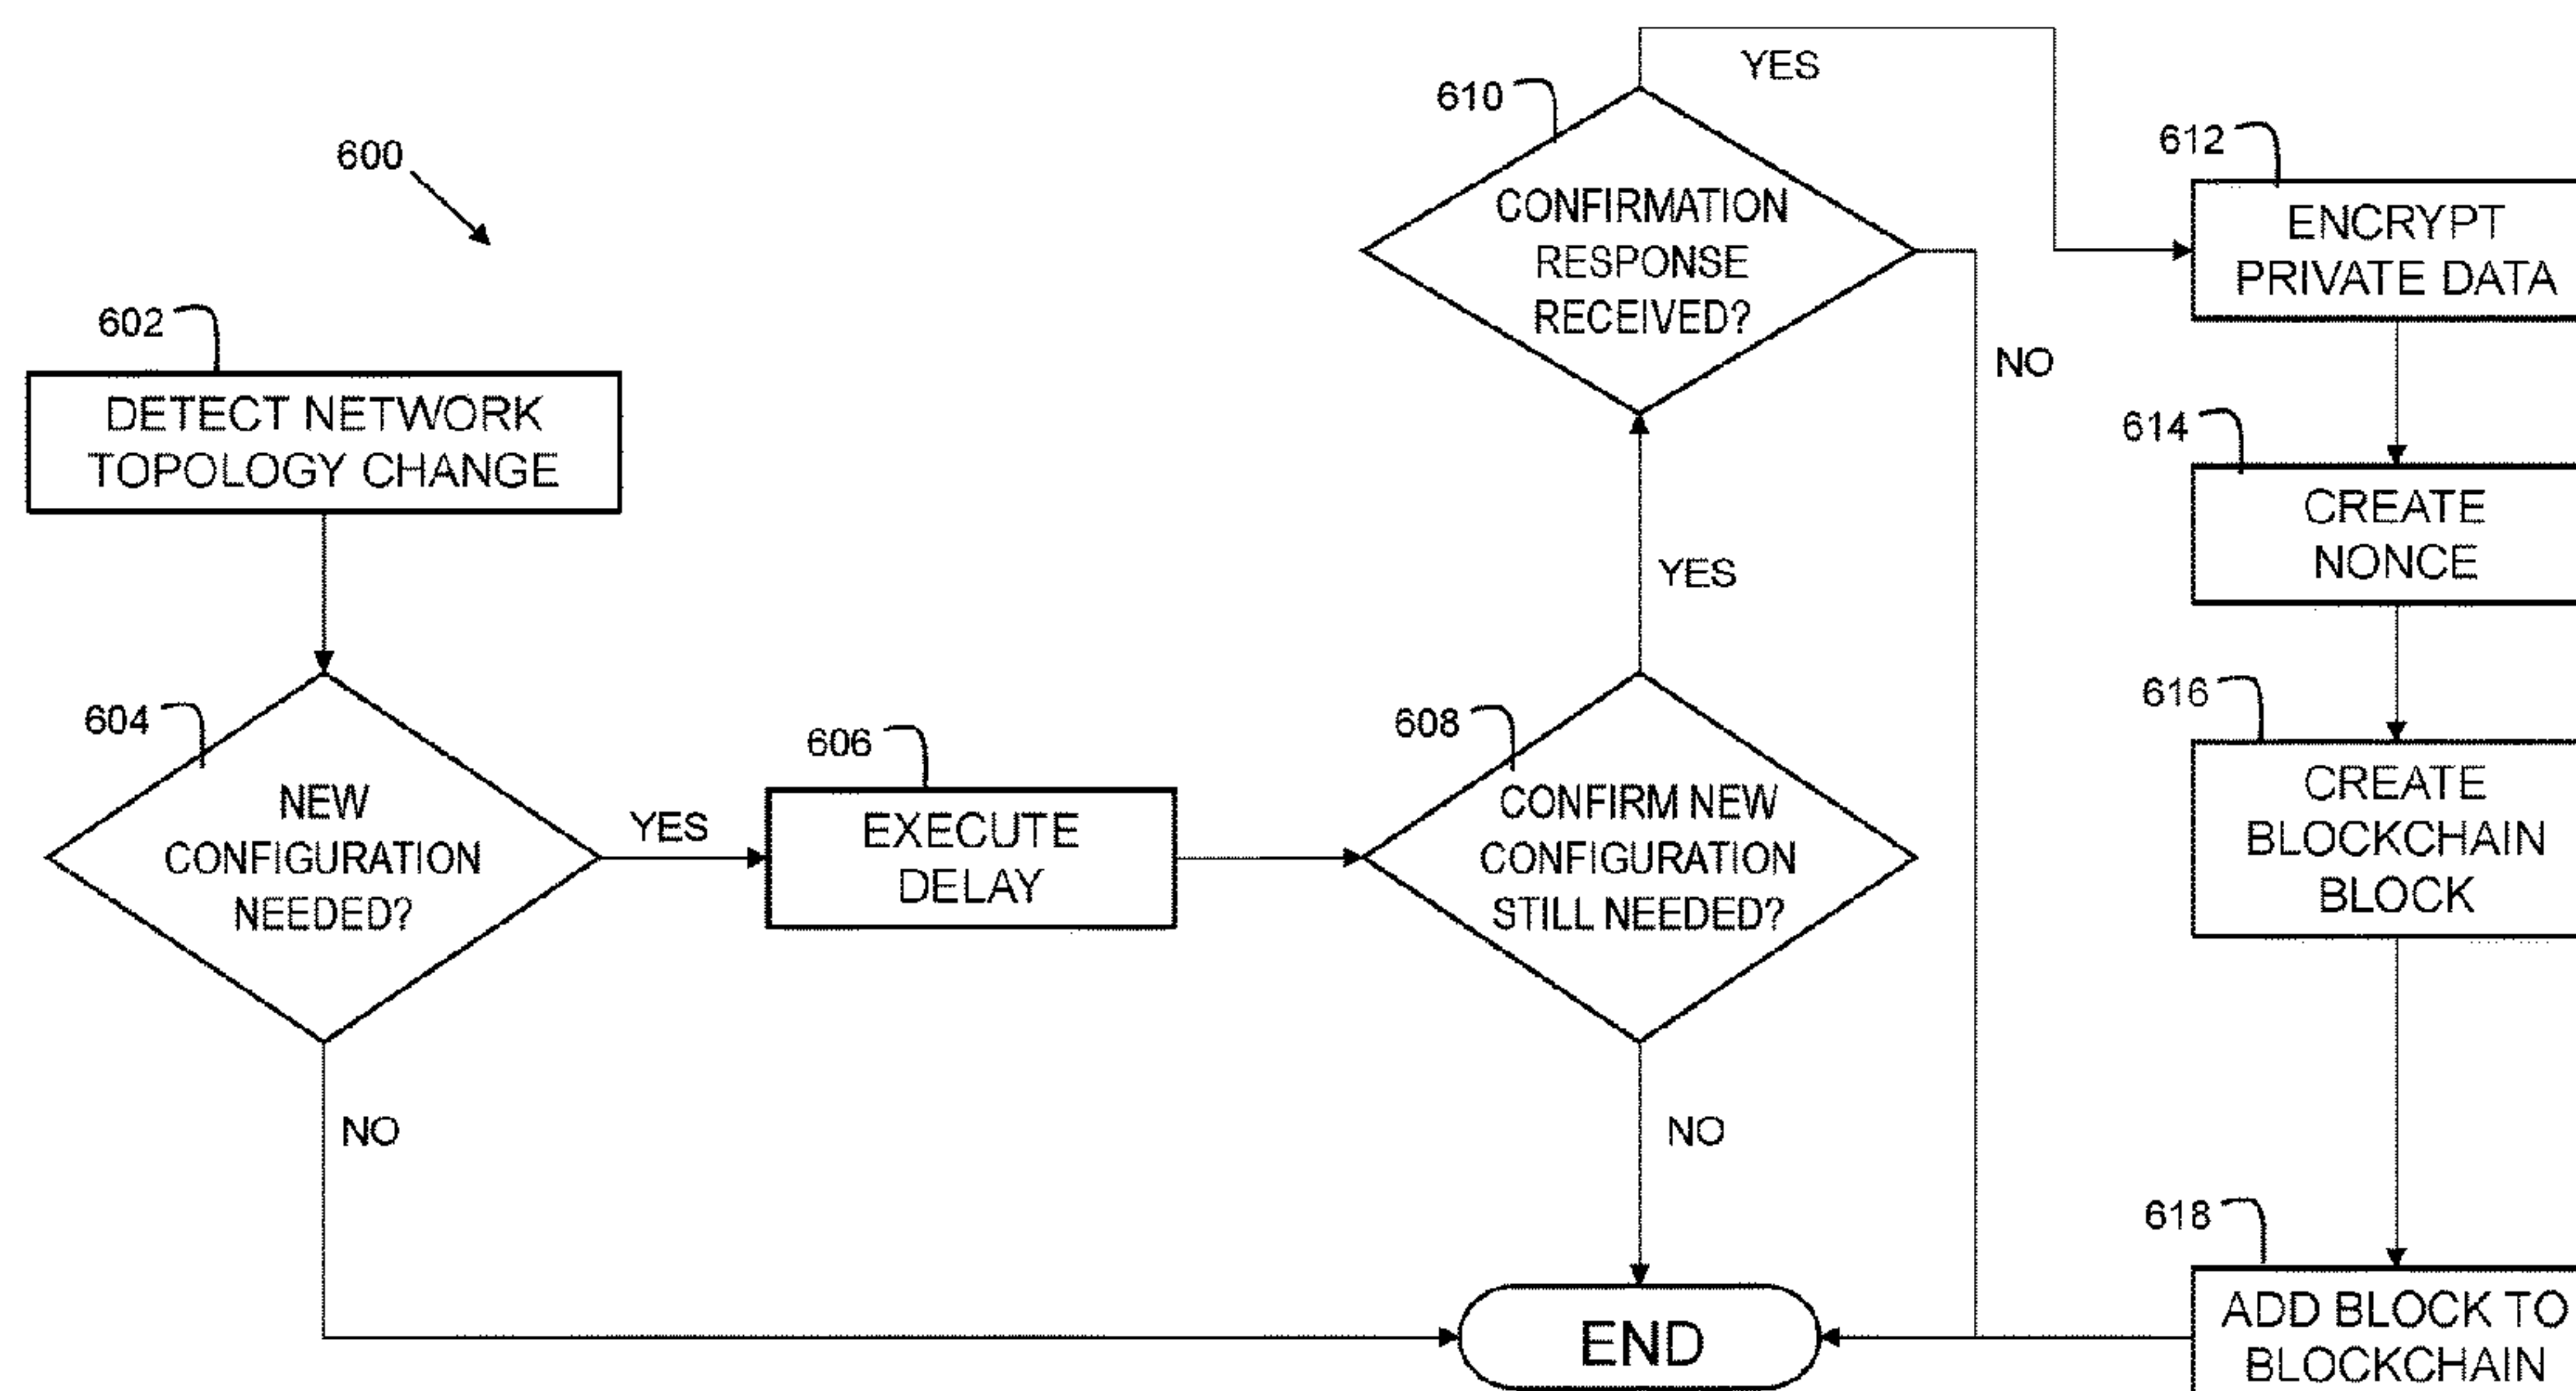 600
602
DETECT NETWORK
TOPOLOGY CHANGE
604
NEW
CONFIGURATION
NEEDED?
YES
NO
606
EXECUTE
DELAY
608
CONFIRM NEW
CONFIGURATION
STILL NEEDED?
YES
NO
610
CONFIRMATION
RESPONSE
RECEIVED?
YES
NO
612
ENCRYPT
PRIVATE DATA
614
CREATE
NONCE
616
CREATE
BLOCKCHAIN
BLOCK
618
ADD BLOCK TO
BLOCKCHAIN
END